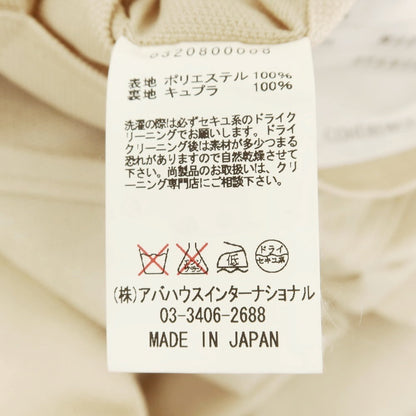 8320800068
表地 ポリエステル 100%
裏地 キュプラ 100%
洗濯の際は必ずセキユ系のドライク
リーニングでお願いします。ドライ
クリーニング後は素材が多少つまる
恐れがありますので自然乾燥させて
下さい。尚製品のお取扱いは、クリ
ーニング専門店にご相談下さい。
エンソ
サラシ
低
ドライ
セキユ系
(株)アバハウスインターナショナル
03-3406-2688
MADE IN JAPAN